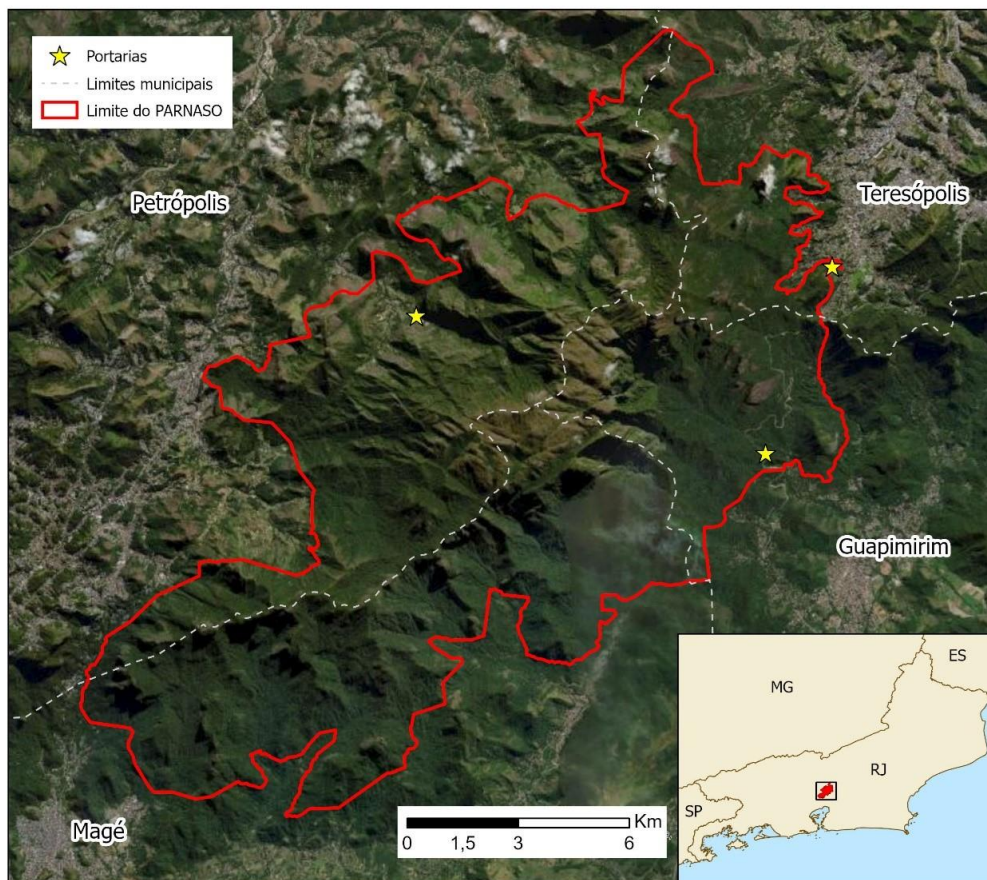 Portarias
Limites municipais
Limite do PARNASO
Petrópolis
Teresópolis
Guapimirim
Magé
Km
0 1,5 3 6
MG
ES
RJ
SP